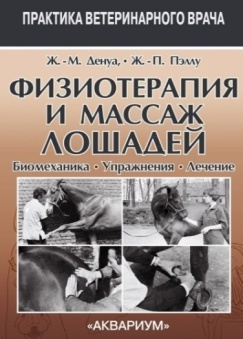 ПРАКТИКА ВЕТЕРИНАРНОГО ВРАЧА
Ж.-М. Денуа, • Ж.-П. Пэллу
ФИЗИОТЕРАПИЯ
И МАССАЖ
ЛОШАДЕЙ
Биомеханика • Упражнения • Лечение
«АКВАРИУМ»